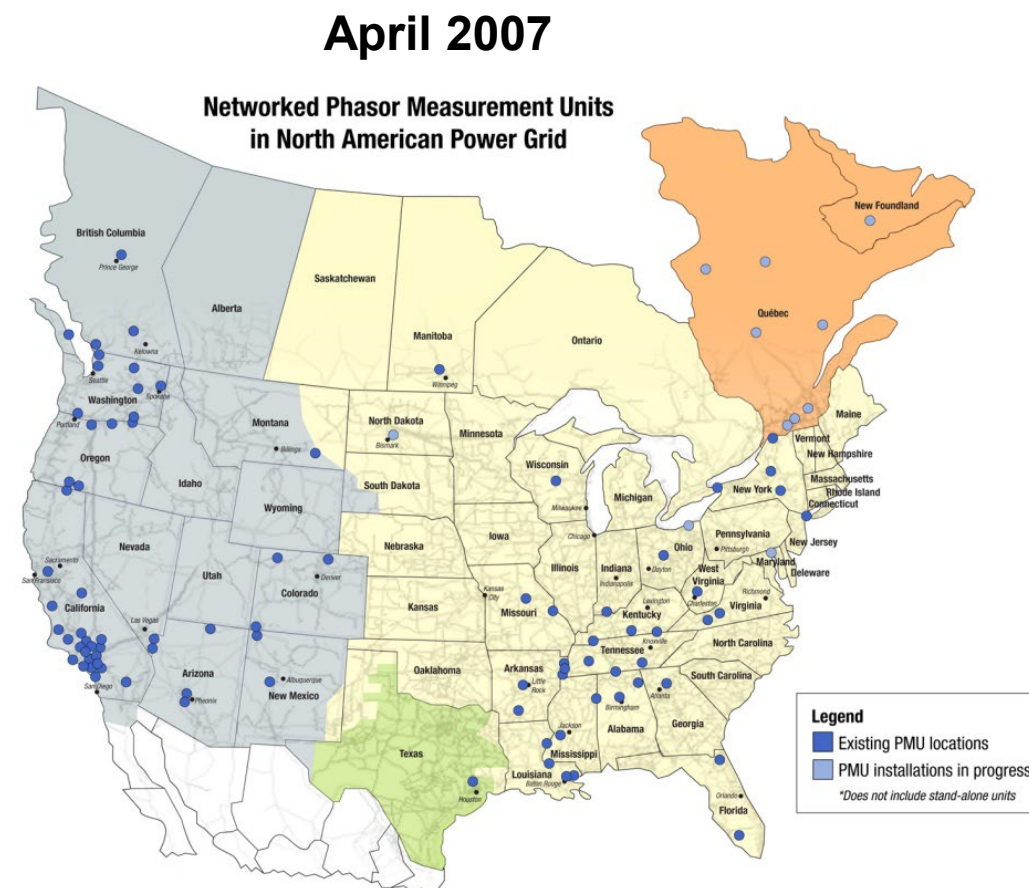 April 2007
Networked Phasor Measurement Units
in North American Power Grid
New Foundland
British Columbia
Prince George
Saskatchewan
Alberta
Québec
Manitoba
Ontario
Kelowna
Winnipeg
Seattle
Spokane
Washington
Maine
Portland
Montana
North Dakota
Bismark
Minnesota
Vermont
Billings
New Hampshire
Oregon
Wisconsin
Idaho
South Dakota
Michigan
New York
Massachusetts
Rhode Island
Connecticut
Wyoming
Milwaukee
Nevada
Nebraska
Iowa
Chicago
Pennsylvania
Ohio
Pittsburgh
New Jersey
Sacramento
San Fransisco
Utah
Denver
Colorado
Illinois
Indiana
Indianapolis
Dayton
West
Virginia
Maryland
Deleware
California
Kansas
Kansas
City
Missouri
Lexington
Charleston
Richmond
Virginia
Kentucky
Las Vegas
Knoxville
Tennessee
North Carolina
Arizona
Albuquerque
New Mexico
Oaklahoma
Arkansas
Little
Rock
South Carolina
San Diego
Pheonix
Atlanta
Birmingham
Alabama
Georgia
Jackson
Mississippi
Texas
Louisiana
Baton Rouge
Houston
Orlando
Florida
Legend
Existing PMU locations
PMU installations in progress
*Does not include stand-alone units